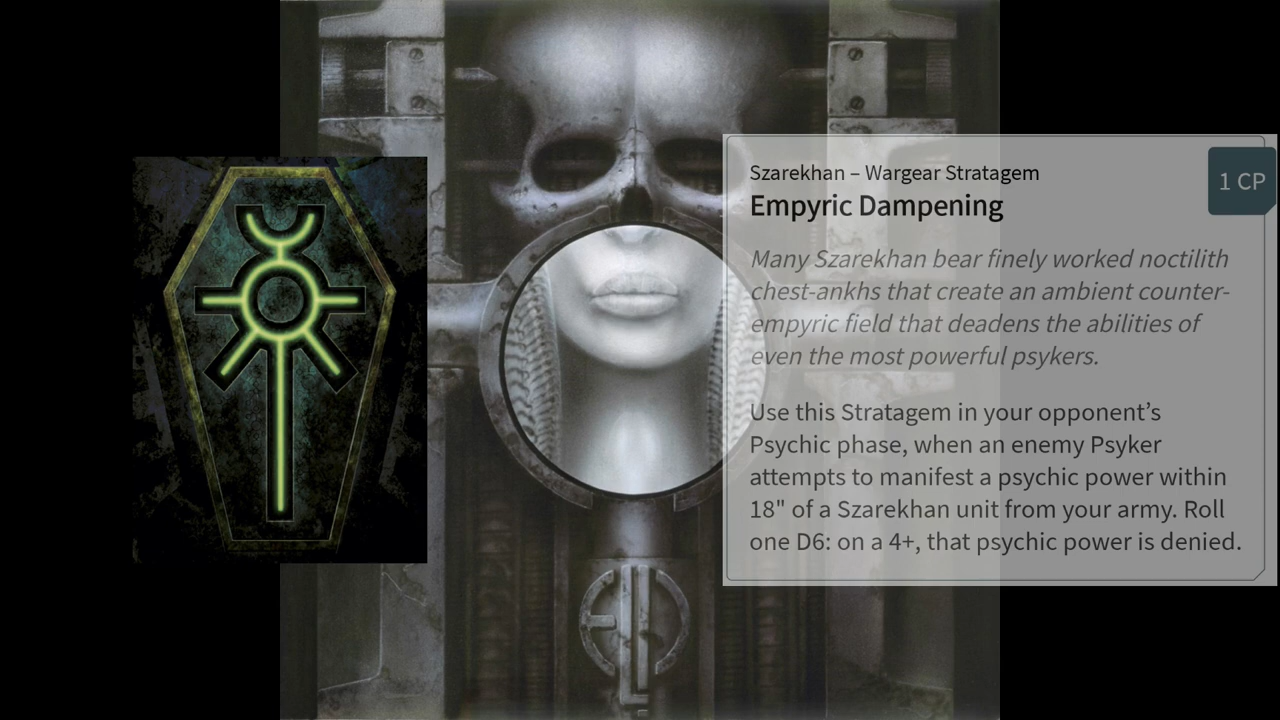 Szarekhan – Wargear Stratagem
1 CP
Empyric Dampening
Many Szarekhan bear finely worked noctilith
chest-ankhs that create an ambient counter-
empyric field that deadens the abilities of
even the most powerful psykers.
Use this Stratagem in your opponent’s
Psychic phase, when an enemy Psyker
attempts to manifest a psychic power within
18" of a Szarekhan unit from your army. Roll
one D6: on a 4+, that psychic power is denied.